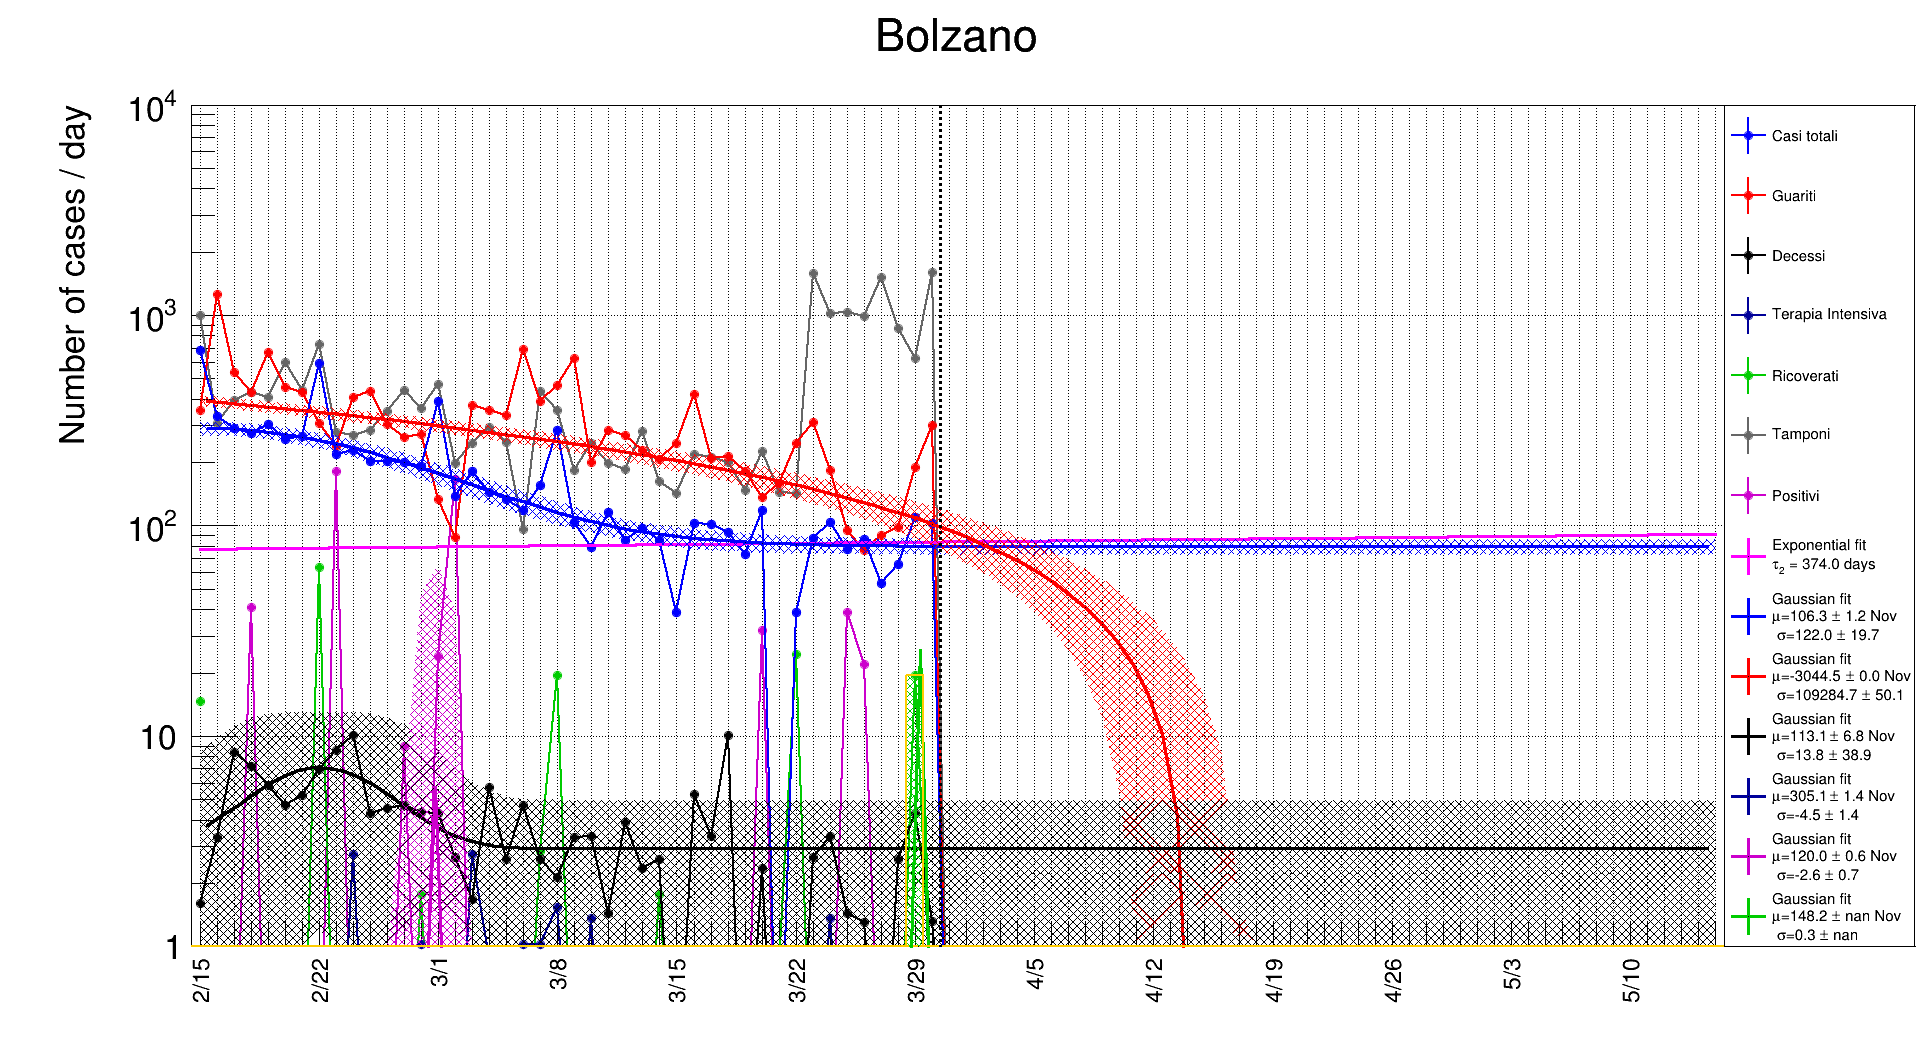 Bolzano
Number of cases / day
10^4
10^3
10^2
10
1
2/15
2/22
3/1
3/8
3/15
3/22
3/29
4/5
4/12
4/19
4/26
5/3
5/10
Casi totali
Guariti
Decessi
Terapia Intensiva
Ricoverati
Tamponi
Positivi
Exponential fit
τ₂ = 374.0 days
Gaussian fit
μ=106.3 ± 1.2 Nov
σ=122.0 ± 19.7
Gaussian fit
μ=-3044.5 ± 0.0 Nov
σ=109284.7 ± 50.1
Gaussian fit
μ=113.1 ± 6.8 Nov
σ=13.8 ± 38.9
Gaussian fit
μ=305.1 ± 1.4 Nov
σ=-4.5 ± 1.4
Gaussian fit
μ=120.0 ± 0.6 Nov
σ=-2.6 ± 0.7
Gaussian fit
μ=148.2 ± nan Nov
σ=0.3 ± nan